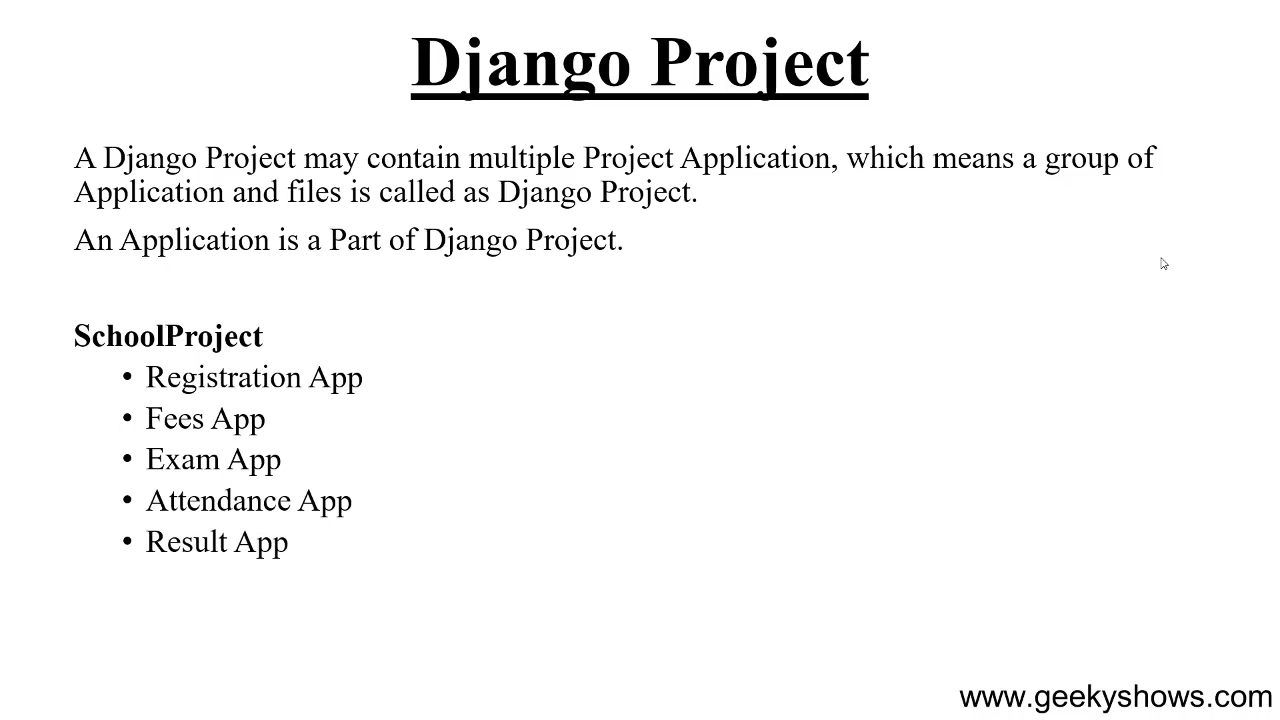 Django Project
A Django Project may contain multiple Project Application, which means a group of
Application and files is called as Django Project.
An Application is a Part of Django Project.
SchoolProject
• Registration App
• Fees App
• Exam App
• Attendance App
• Result App
www.geekyshows.com